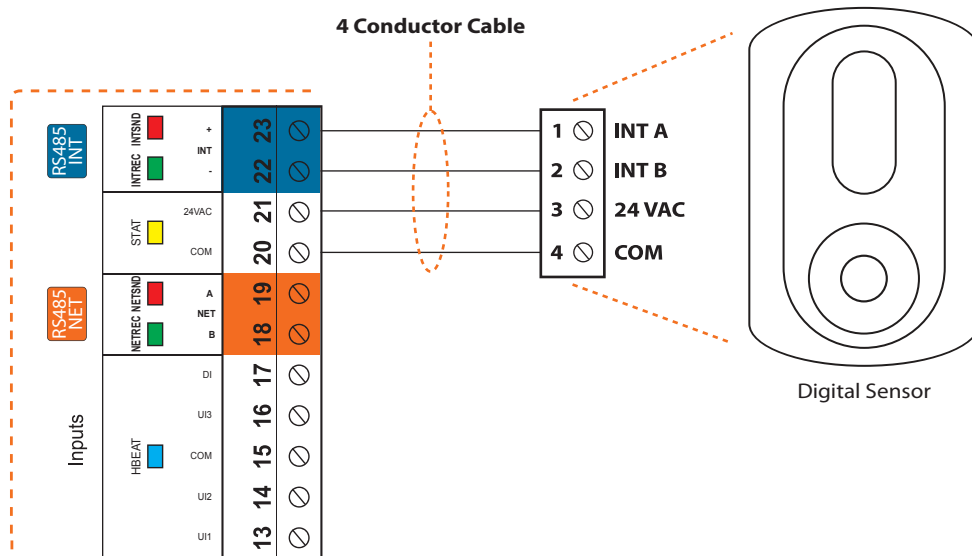 4 Conductor Cable
RS485
INT
INTREC INTSND
+
INT
-
23
22
1 INT A
2 INT B
3 24 VAC
4 COM
STAT
24VAC
COM
21
20
RS485
NET
NETREC NETSND
A
NET
B
19
18
Digital Sensor
Inputs
HBEAT
DI
17
UI3
16
COM
15
UI2
14
UI1
13